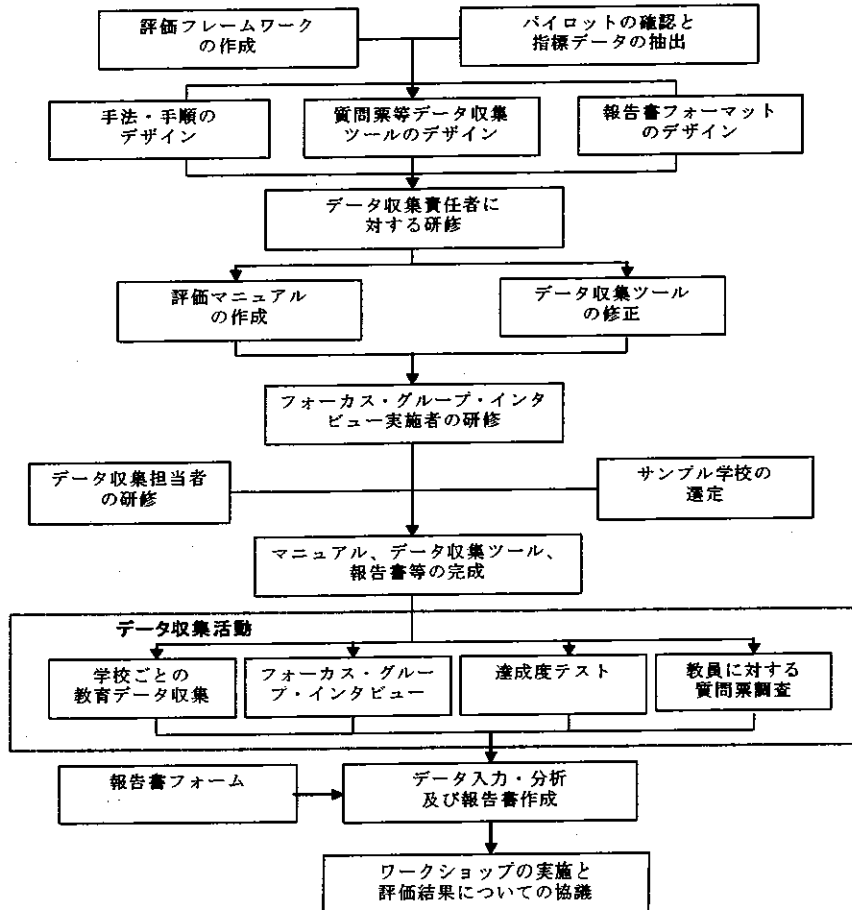 評価フレームワーク
の作成
パイロットの確認と
指標データの抽出
手法・手順の
デザイン
質問票等データ収集
ツールのデザイン
報告書フォーマット
のデザイン
データ収集責任者に
対する研修
評価マニュアル
の作成
データ収集ツール
の修正
フォーカス・グループ・インタ
ビュー実施者の研修
データ収集担当者
の研修
サンプル学校の
選定
マニュアル、データ収集ツール、
報告書等の完成
データ収集活動
学校ごとの
教育データ収集
フォーカス・グルー
プ・インタビュー
達成度テスト
教員に対する
質問票調査
報告書フォーム
データ入力・分析
及び報告書作成
ワークショップの実施と
評価結果についての協議